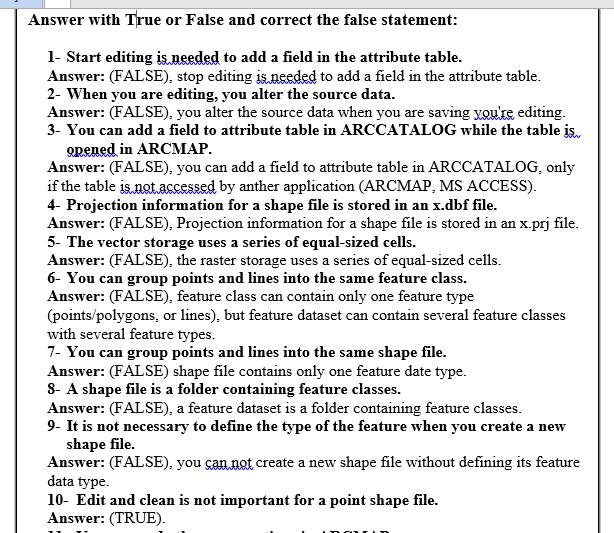 Answer with True or False and correct the false statement:
1- Start editing is needed to add a field in the attribute table.
Answer: (FALSE), stop editing is needed to add a field in the attribute table.
2- When you are editing, you alter the source data.
Answer: (FALSE), you alter the source data when you are saving you're editing.
3- You can add a field to attribute table in ARCCATALOG while the table is
opened in ARCMAP.
Answer: (FALSE), you can add a field to attribute table in ARCCATALOG, only
if the table is not accessed by anther application (ARCMAP, MS ACCESS).
4- Projection information for a shape file is stored in an x.dbf file.
Answer: (FALSE), Projection information for a shape file is stored in an x.prj file.
5- The vector storage uses a series of equal-sized cells.
Answer: (FALSE), the raster storage uses a series of equal-sized cells.
6- You can group points and lines into the same feature class.
Answer: (FALSE), feature class can contain only one feature type
(points/polygons, or lines), but feature dataset can contain several feature classes
with several feature types.
7- You can group points and lines into the same shape file.
Answer: (FALSE) shape file contains only one feature date type.
8- A shape file is a folder containing feature classes.
Answer: (FALSE), a feature dataset is a folder containing feature classes.
9- It is not necessary to define the type of the feature when you create a new
shape file.
Answer: (FALSE), you can not create a new shape file without defining its feature
data type.
10- Edit and clean is not important for a point shape file.
Answer: (TRUE).